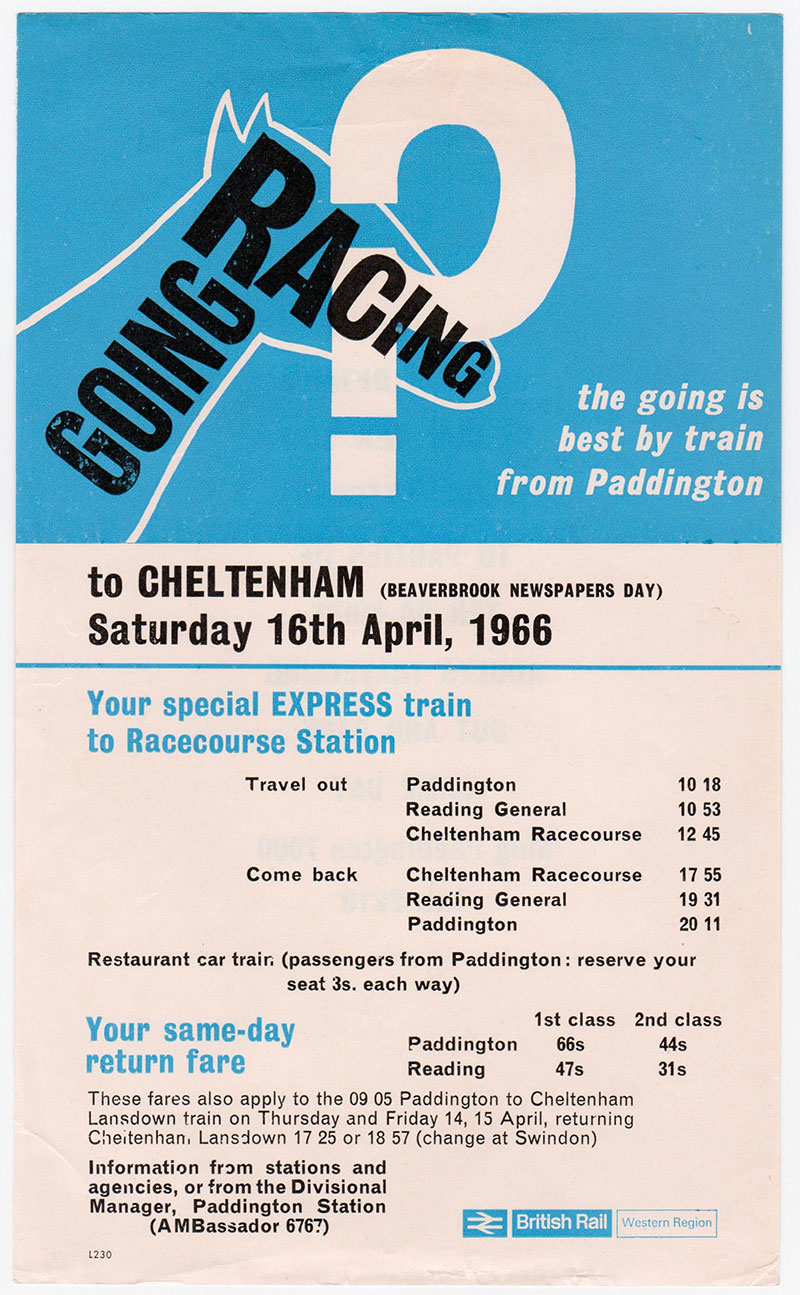 GOING RACING ?
the going is
best by train
from Paddington
to CHELTENHAM (BEAVERBROOK NEWSPAPERS DAY)
Saturday 16th April, 1966
Your special EXPRESS train
to Racecourse Station
Travel out Paddington 10 18
Reading General 10 53
Cheltenham Racecourse 12 45
Come back Cheltenham Racecourse 17 55
Reading General 19 31
Paddington 20 11
Restaurant car train (passengers from Paddington: reserve your
seat 3s. each way)
Your same-day
return fare
1st class 2nd class
Paddington 66s 44s
Reading 47s 31s
These fares also apply to the 09 05 Paddington to Cheltenham
Lansdown train on Thursday and Friday 14, 15 April, returning
Cheltenham Lansdown 17 25 or 18 57 (change at Swindon)
Information from stations and
agencies, or from the Divisional
Manager, Paddington Station
(AMBassador 6767)
British Rail Western Region
L230